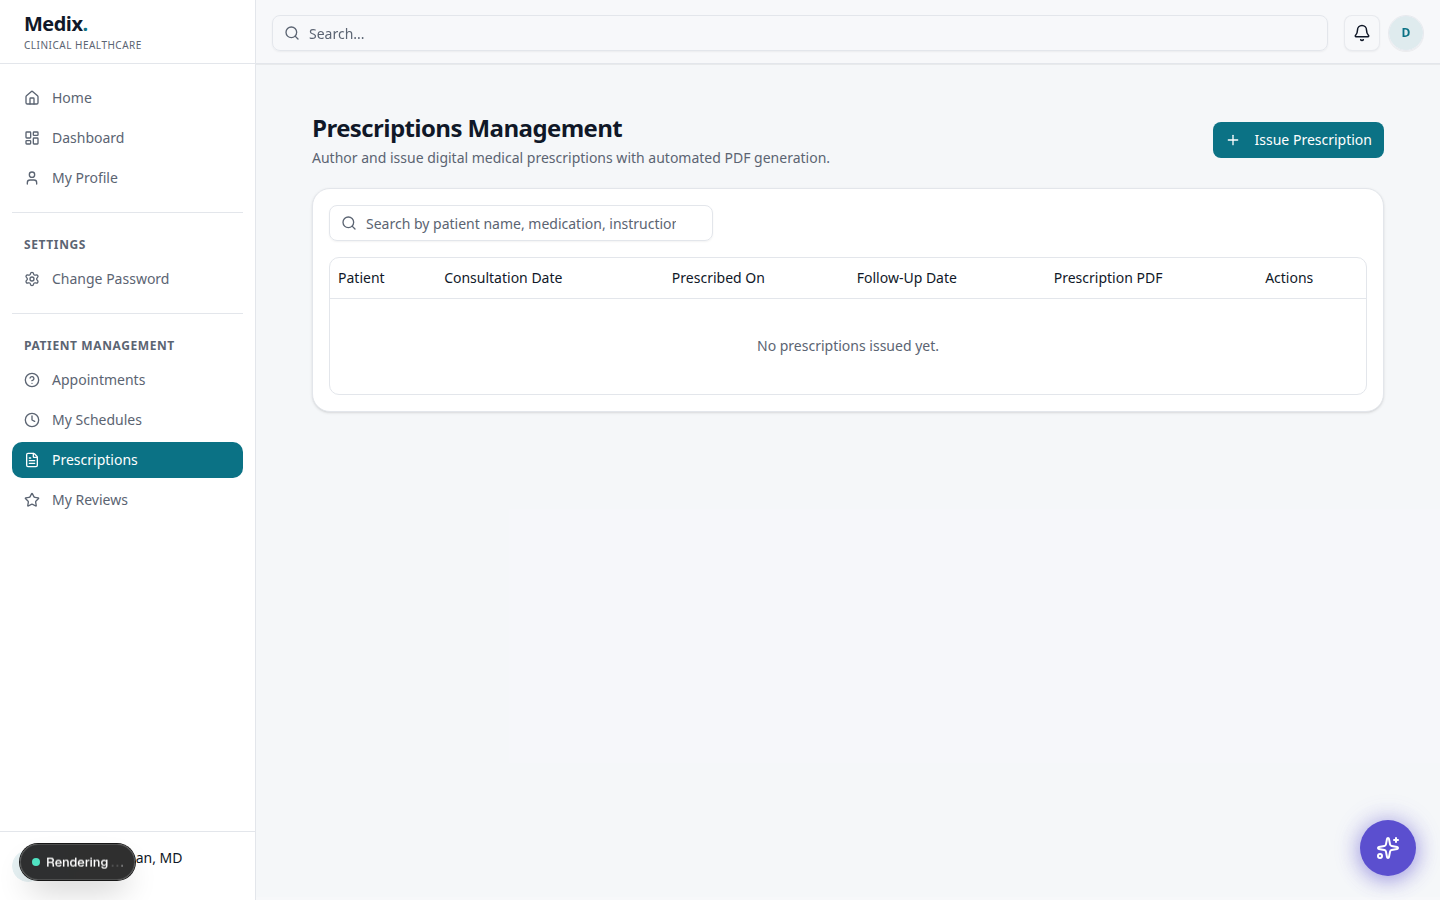 Medix.
CLINICAL HEALTHCARE
Search...
D
Home
Dashboard
My Profile
SETTINGS
Change Password
PATIENT MANAGEMENT
Appointments
My Schedules
Prescriptions
My Reviews
Rendering ...
an, MD
Prescriptions Management
Author and issue digital medical prescriptions with automated PDF generation.
Issue Prescription
Search by patient name, medication, instruction
Patient Consultation Date Prescribed On Follow-Up Date Prescription PDF Actions
No prescriptions issued yet.